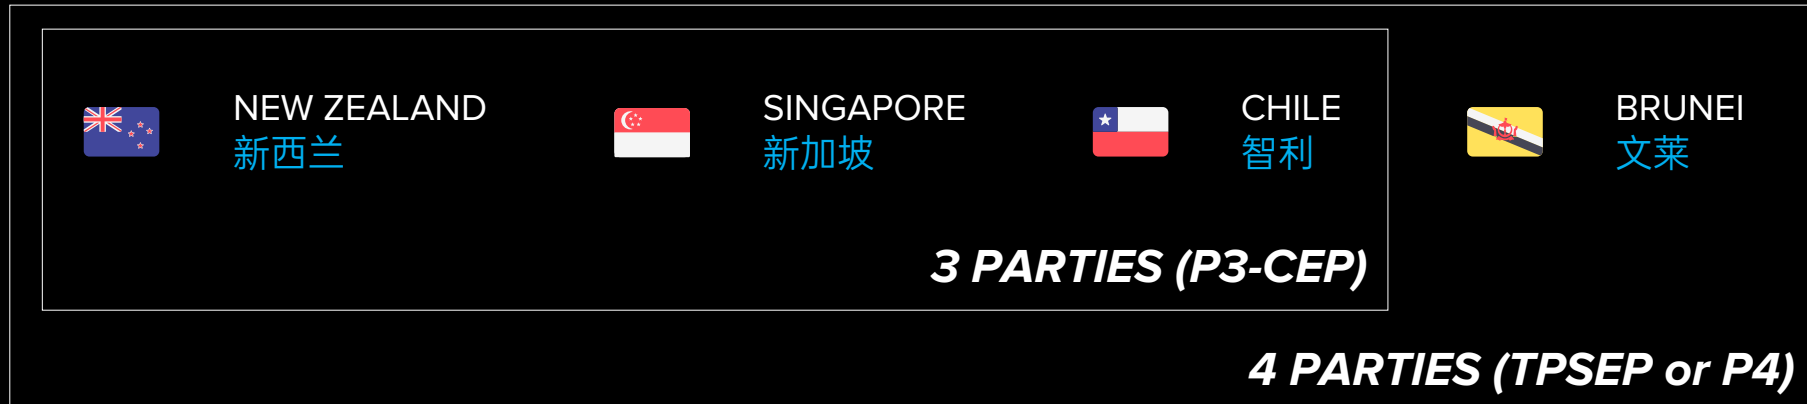 NEW ZEALAND
新西兰
SINGAPORE
新加坡
CHILE
智利
BRUNEI
文莱
3 PARTIES (P3-CEP)
4 PARTIES (TPSEP or P4)